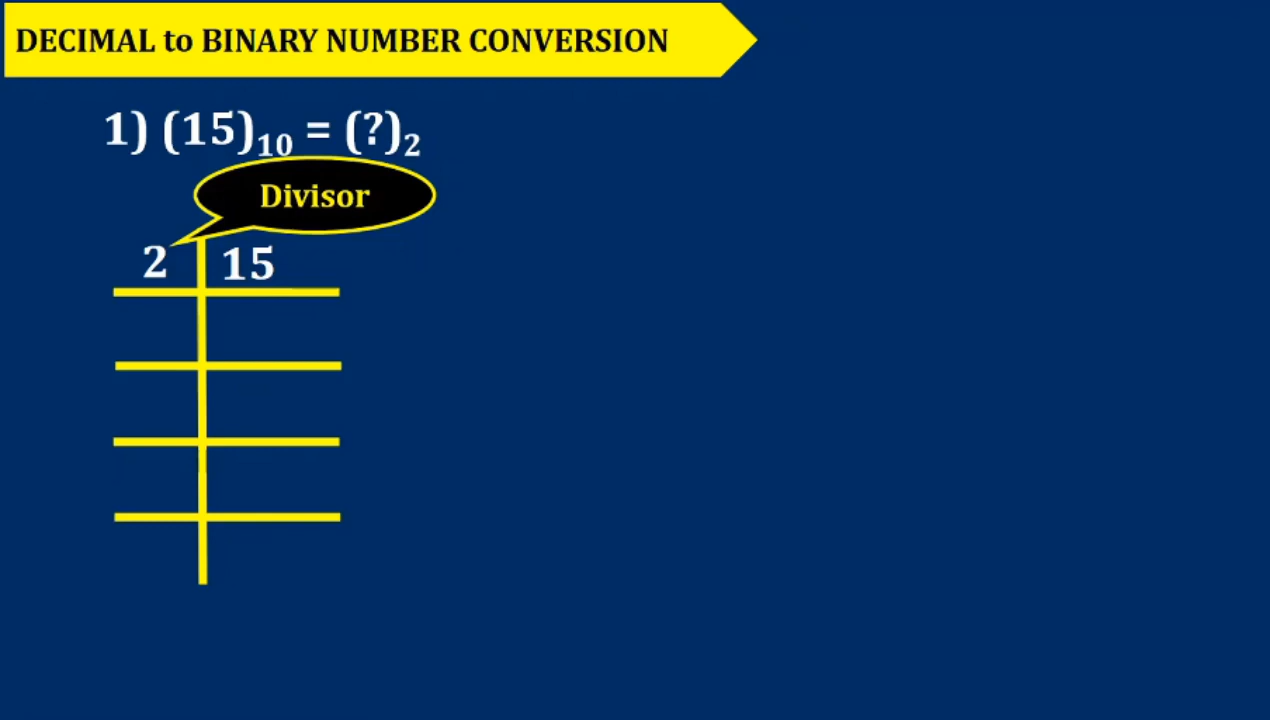 DECIMAL to BINARY NUMBER CONVERSION
1) (15)₁₀ = (?)₂
Divisor
2 15